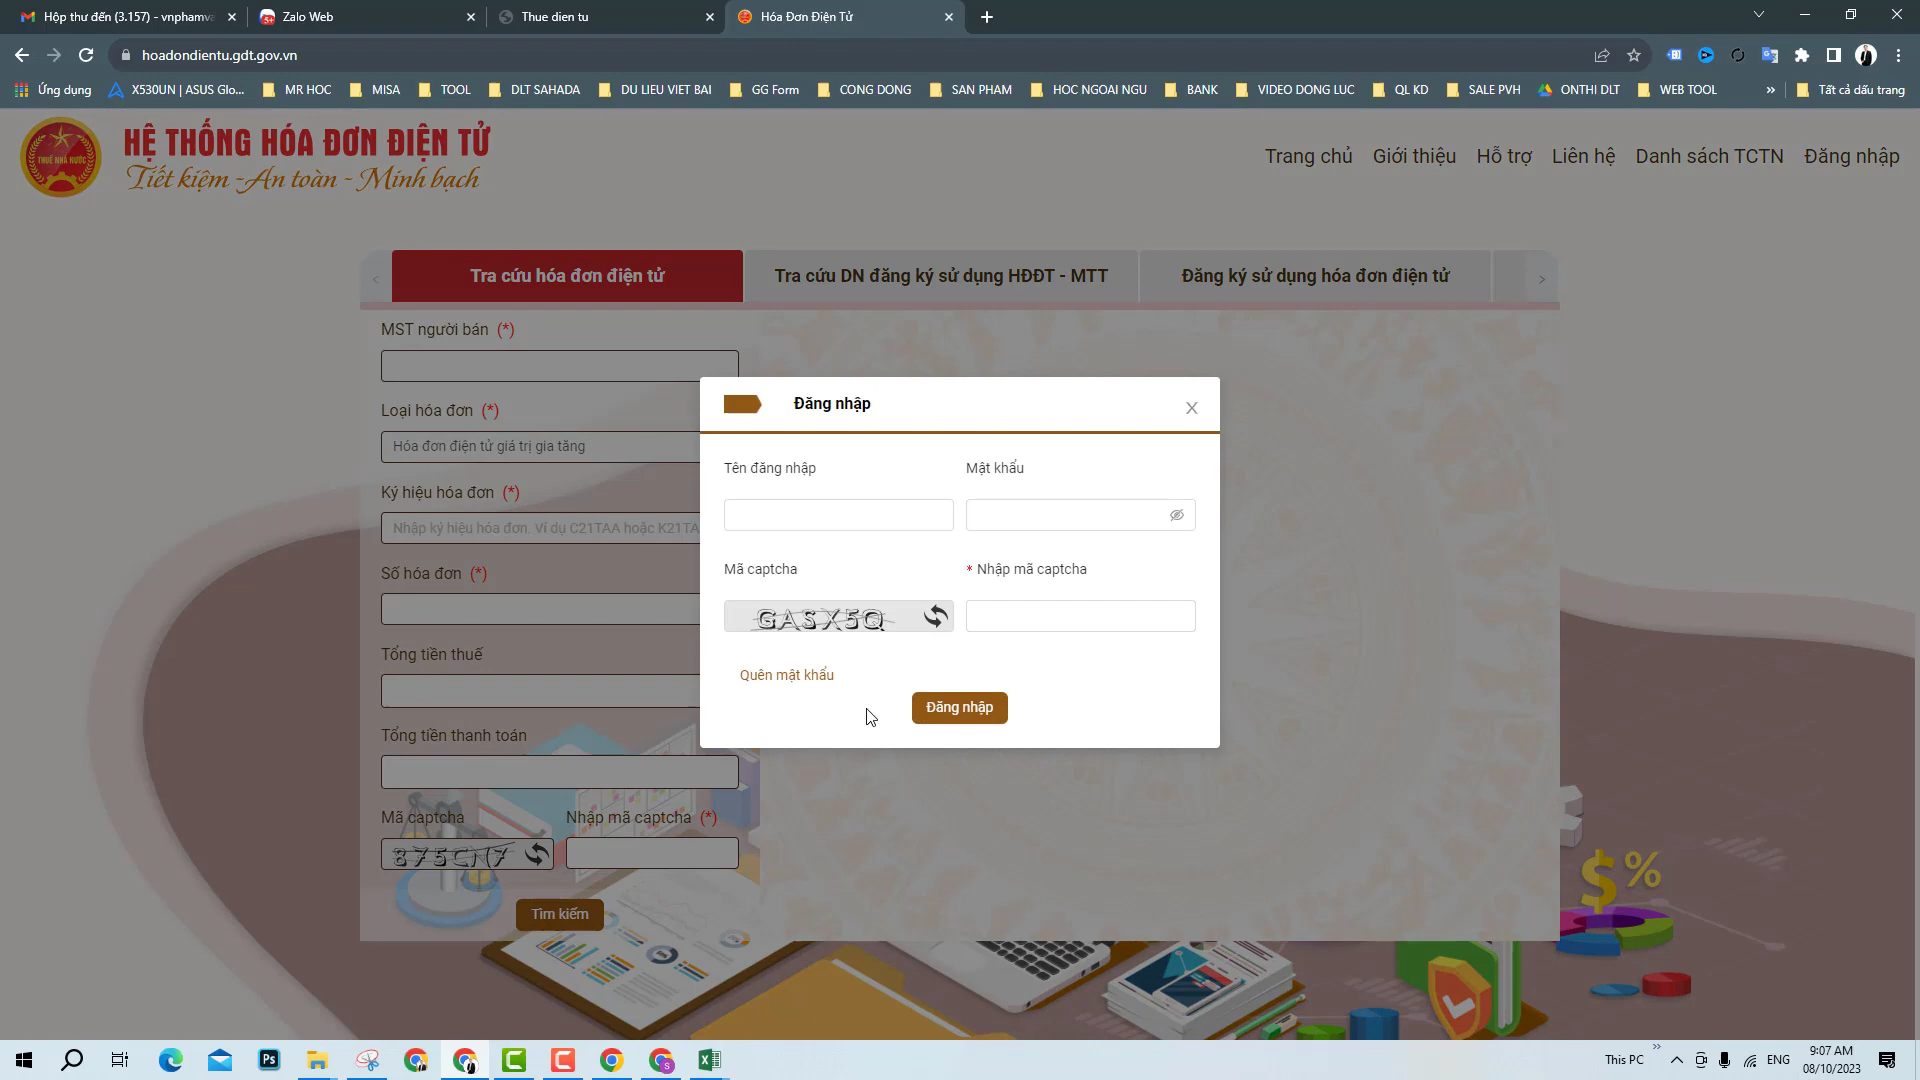 Hộp thư đến (3.157) - vnphamva
Zalo Web
Thue dien tu
Hóa Đơn Điện Tử
hoadondientu.gdt.gov.vn
Ứng dụng
X530UN | ASUS Glo...
MR HOC
MISA
TOOL
DLT SAHADA
DU LIEU VIET BAI
GG Form
CONG DONG
SAN PHAM
HOC NGOAI NGU
BANK
VIDEO DONG LUC
QL KD
SALE PVH
ONTHI DLT
WEB TOOL
»
Tất cả dấu trang
THUẾ NHÀ NƯỚC
HỆ THỐNG HÓA ĐƠN ĐIỆN TỬ
Tiết kiệm -An toàn - Minh bạch
Trang chủ
Giới thiệu
Hỗ trợ
Liên hệ
Danh sách TCTN
Đăng nhập
Tra cứu hóa đơn điện tử
Tra cứu DN đăng ký sử dụng HĐĐT - MTT
Đăng ký sử dụng hóa đơn điện tử
MST người bán (*)
Loại hóa đơn (*)
Hóa đơn điện tử giá trị gia tăng
Ký hiệu hóa đơn (*)
Nhập ký hiệu hóa đơn. Ví dụ C21TAA hoặc K21TA
Số hóa đơn (*)
Tổng tiền thuế
Tổng tiền thanh toán
Mã captcha
Nhập mã captcha (*)
Tìm kiếm
Đăng nhập
X
Tên đăng nhập
Mật khẩu
Mã captcha
* Nhập mã captcha
GASX5Q
Quên mật khẩu
Đăng nhập
$ %
Ps
S
This PC
»
ENG
9:07 AM
08/10/2023